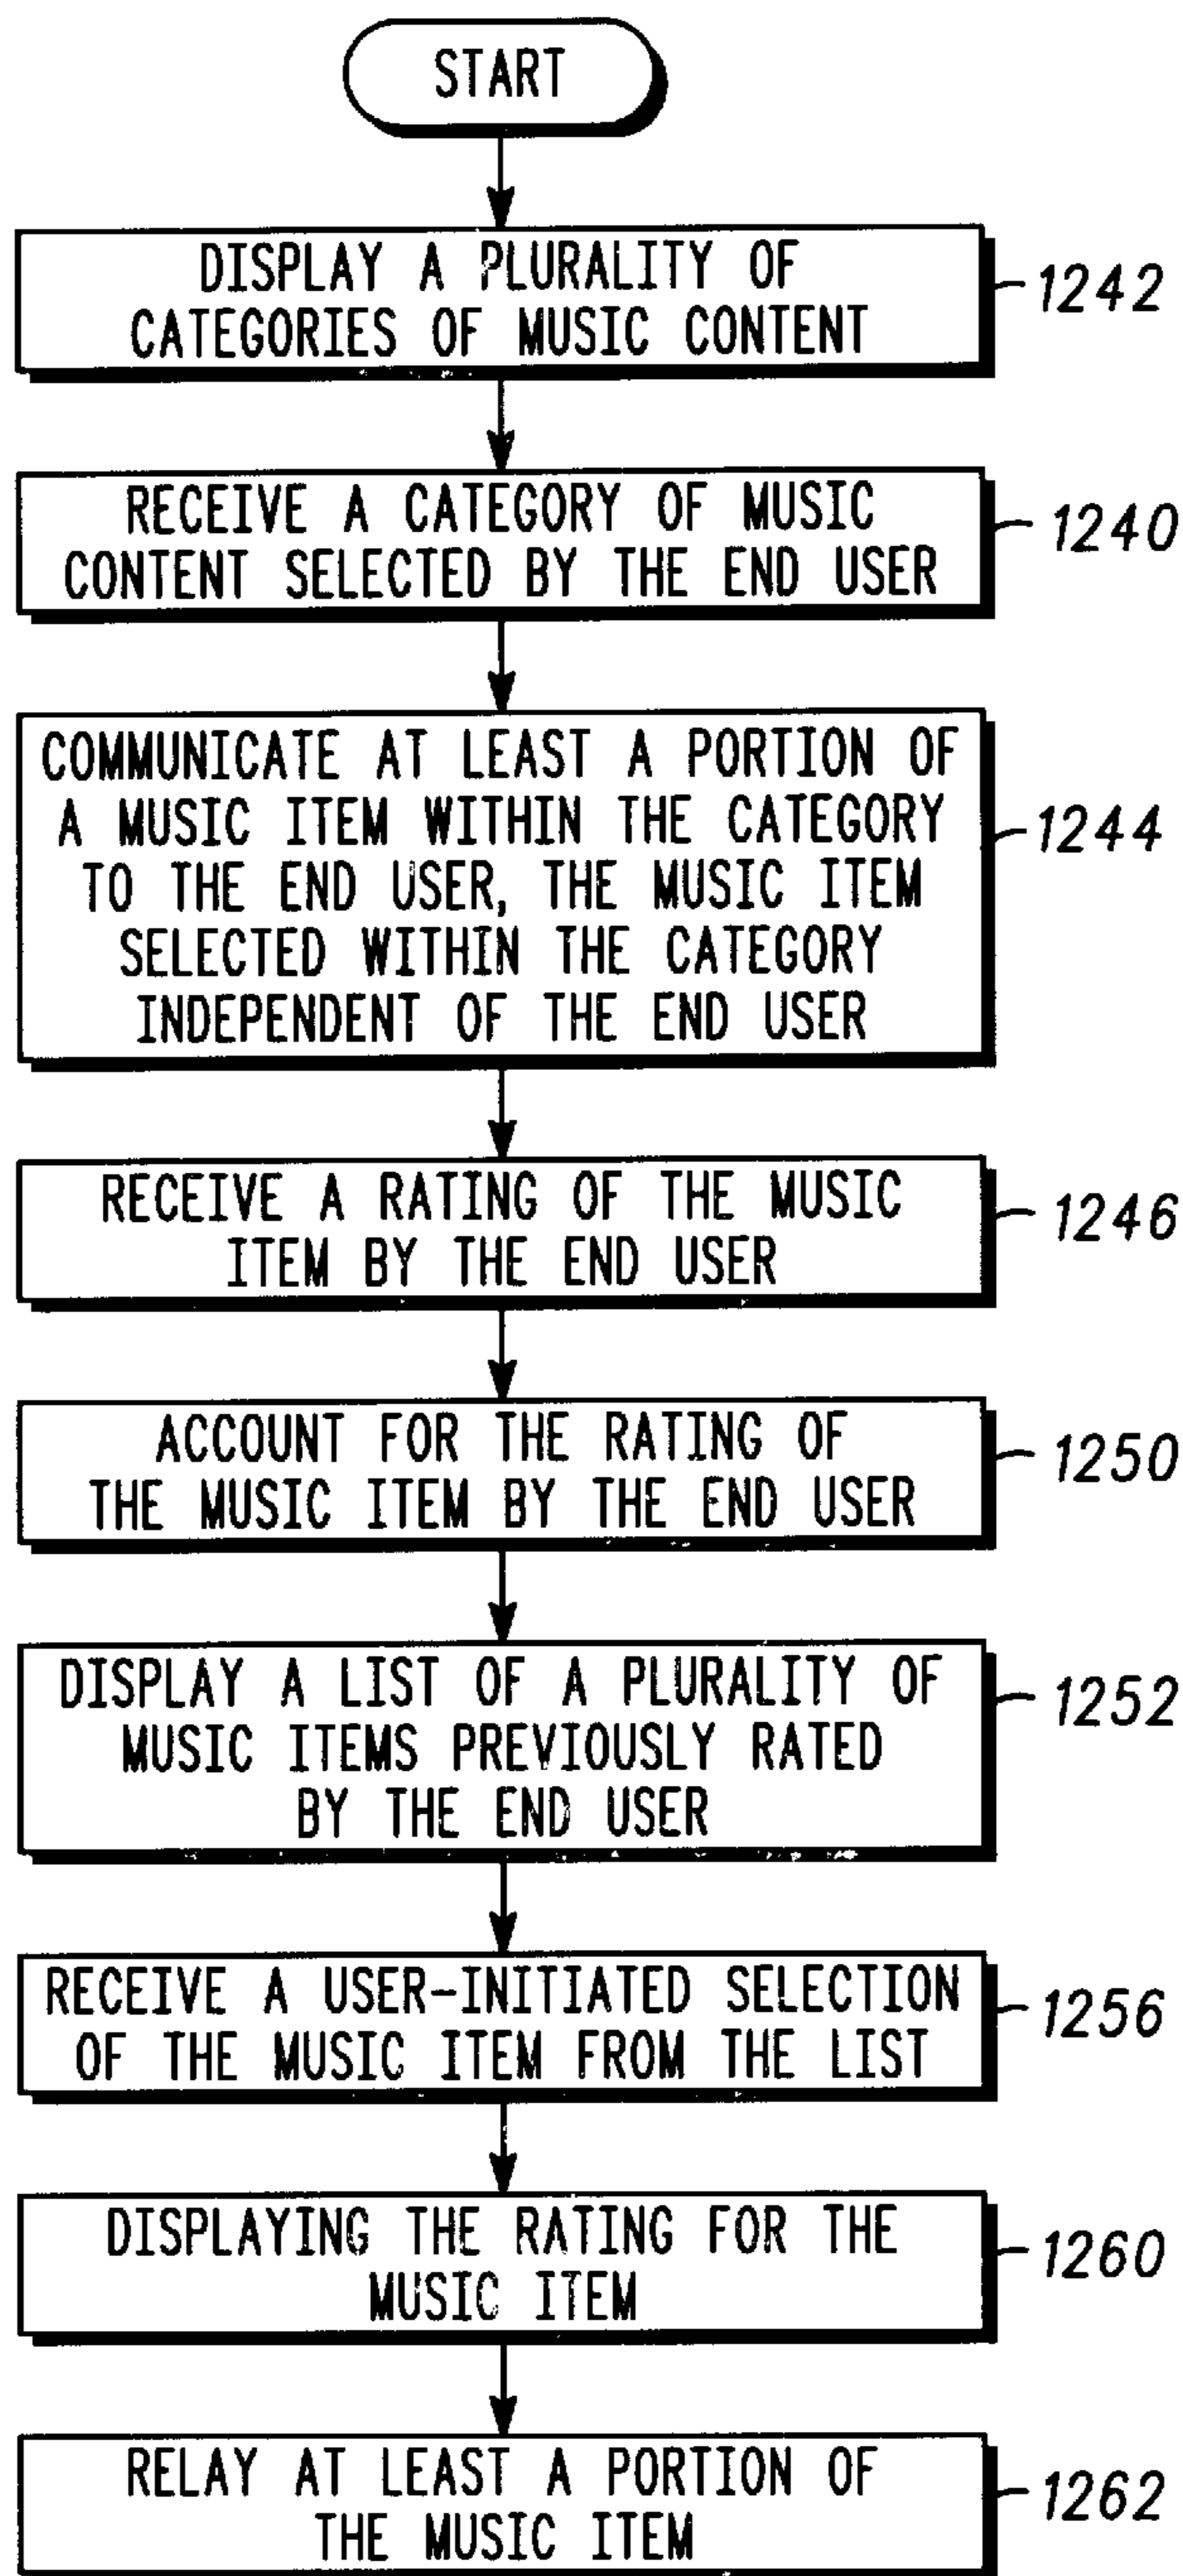 START
DISPLAY A PLURALITY OF
CATEGORIES OF MUSIC CONTENT
1242
RECEIVE A CATEGORY OF MUSIC
CONTENT SELECTED BY THE END USER
1240
COMMUNICATE AT LEAST A PORTION OF
A MUSIC ITEM WITHIN THE CATEGORY
TO THE END USER, THE MUSIC ITEM
SELECTED WITHIN THE CATEGORY
INDEPENDENT OF THE END USER
1244
RECEIVE A RATING OF THE MUSIC
ITEM BY THE END USER
1246
ACCOUNT FOR THE RATING OF
THE MUSIC ITEM BY THE END USER
1250
DISPLAY A LIST OF A PLURALITY OF
MUSIC ITEMS PREVIOUSLY RATED
BY THE END USER
1252
RECEIVE A USER-INITIATED SELECTION
OF THE MUSIC ITEM FROM THE LIST
1256
DISPLAYING THE RATING FOR THE
MUSIC ITEM
1260
RELAY AT LEAST A PORTION OF
THE MUSIC ITEM
1262